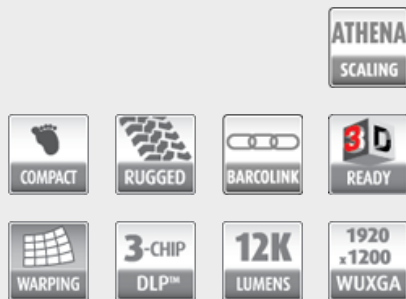 ATHENA
SCALING
COMPACT
RUGGED
BARCOLINK
3D
READY
WARPING
3-CHIP
DLP™
12K
LUMENS
1920
x1200
WUXGA